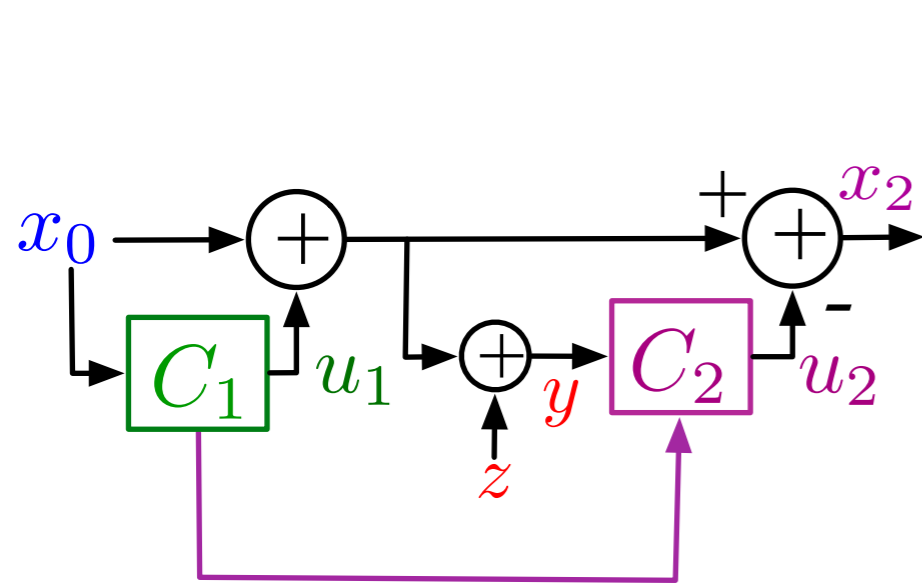 x₀
+
u₁
C₁
+
y
z
C₂
+
+
-
u₂
x₂